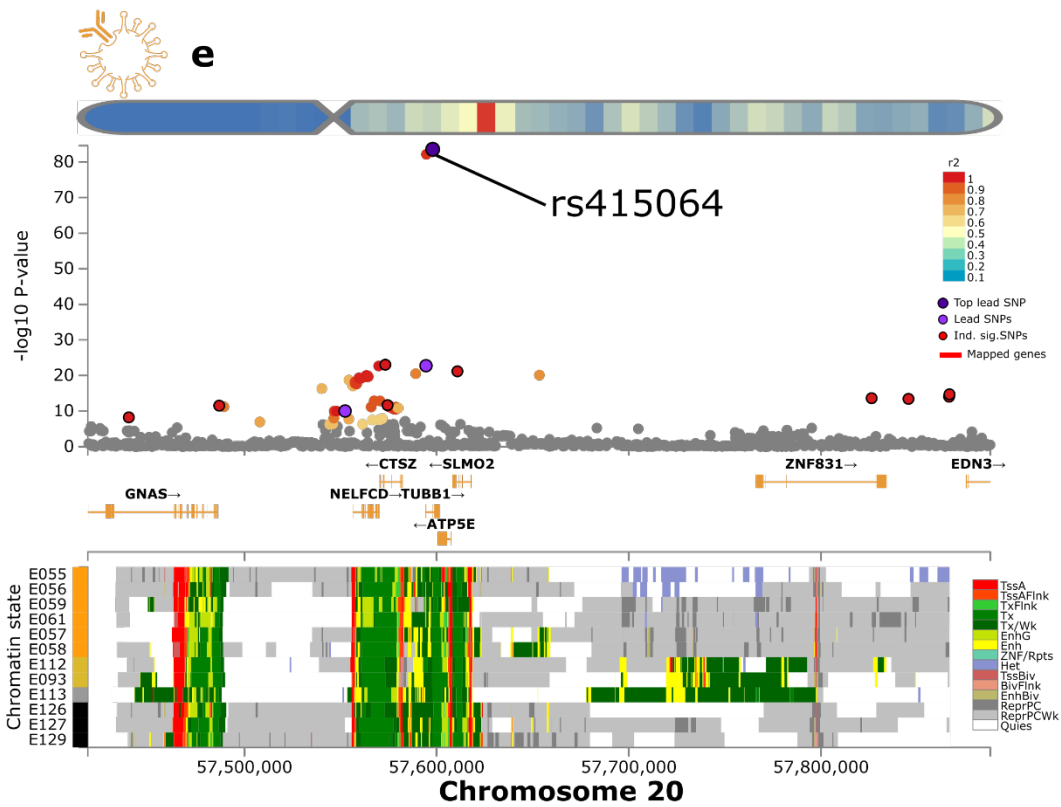 e
rs415064
80
70
60
50
40
30
20
10
0
-log10 P-value
r2
1
0.9
0.8
0.7
0.6
0.5
0.4
0.3
0.2
0.1
Top lead SNP
Lead SNPs
Ind. sig.SNPs
Mapped genes
←CTSZ ←SLMO2 ZNF831→ EDN3→
GNAS→ NELFCD→TUBB1→
←ATP5E
Chromatin state
E055
E056
E059
E061
E057
E058
E112
E093
E113
E126
E127
E129
TssA
TssAFlnk
TxFlnk
Tx
Tx/Wk
EnhG
Enh
ZNF/Rpts
Het
TssBiv
BivFlnk
EnhBiv
ReprPC
ReprPCWk
Quies
57,500,000 57,600,000 57,700,000 57,800,000
Chromosome 20